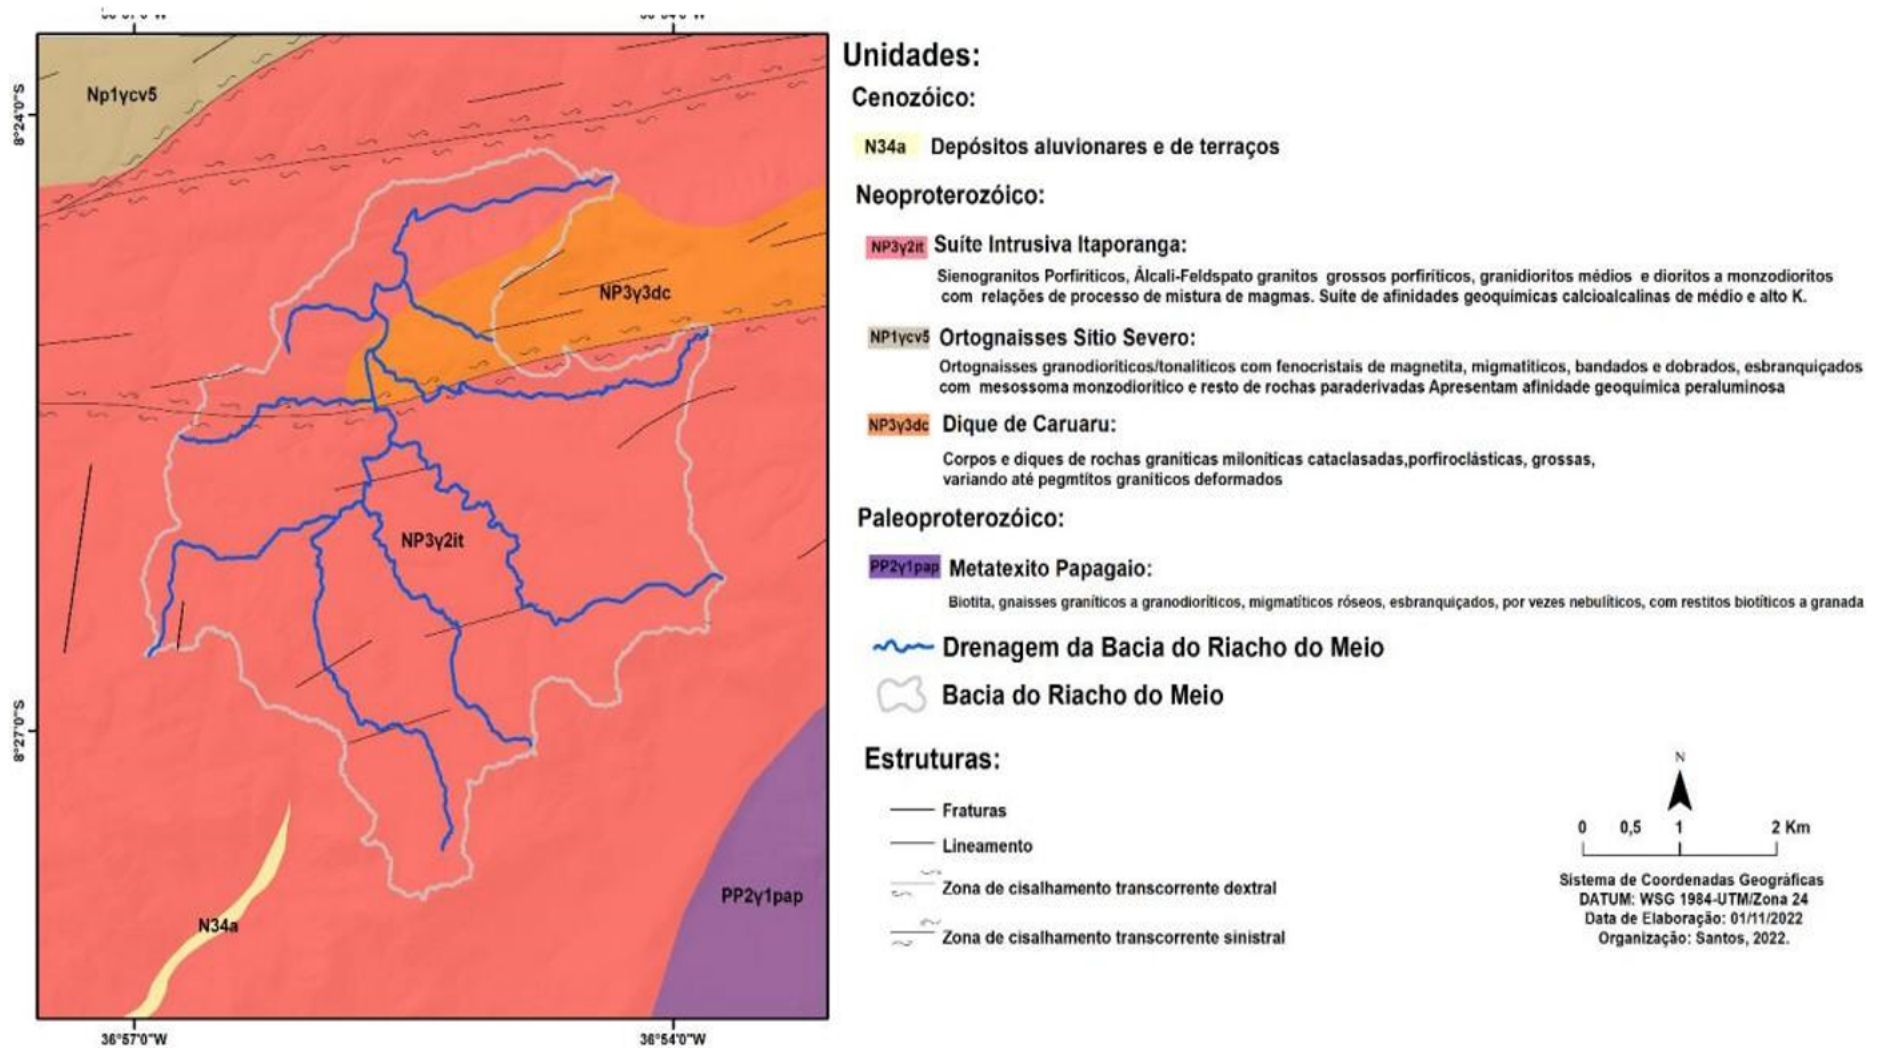 Np1γcv5
8°24'0"S
NP3γ3dc
NP3γ2it
8°27'0"S
PP2γ1pap
N34a
36°57'0"W
36°54'0"W
Unidades:
Cenozóico:
N34a Depósitos aluvionares e de terraços
Neoproterozóico:
NP3γ2it Suíte Intrusiva Itaporanga:
Sienogranitos Porfiríticos, Álcali-Feldspato granitos grossos porfiríticos, granidioritos médios e dioritos a monzodioritos
com relações de processo de mistura de magmas. Suite de afinidades geoquimicas calcioalcalinas de médio e alto K.
NP1γcv5 Ortognaisses Sítio Severo:
Ortognaisses granodioríticos/tonalíticos com fenocristais de magnetita, migmatíticos, bandados e dobrados, esbranquiçados
com mesossoma monzodiorítico e resto de rochas paraderivadas Apresentam afinidade geoquímica peraluminosa
NP3γ3dc Dique de Caruaru:
Corpos e diques de rochas graníticas miloníticas cataclasadas,porfiroclásticas, grossas,
variando até pegmtítos graníticos deformados
Paleoproterozóico:
PP2γ1pap Metatexito Papagaio:
Biotita, gnaisses graníticos a granodioríticos, migmatíticos róseos, esbranquiçados, por vezes nebulíticos, com restitos biotíticos a granada
Drenagem da Bacia do Riacho do Meio
Bacia do Riacho do Meio
Estruturas:
Fraturas
Lineamento
Zona de cisalhamento transcorrente dextral
Zona de cisalhamento transcorrente sinistral
N
0 0,5 1 2 Km
Sistema de Coordenadas Geográficas
DATUM: WSG 1984-UTM/Zona 24
Data de Elaboração: 01/11/2022
Organização: Santos, 2022.